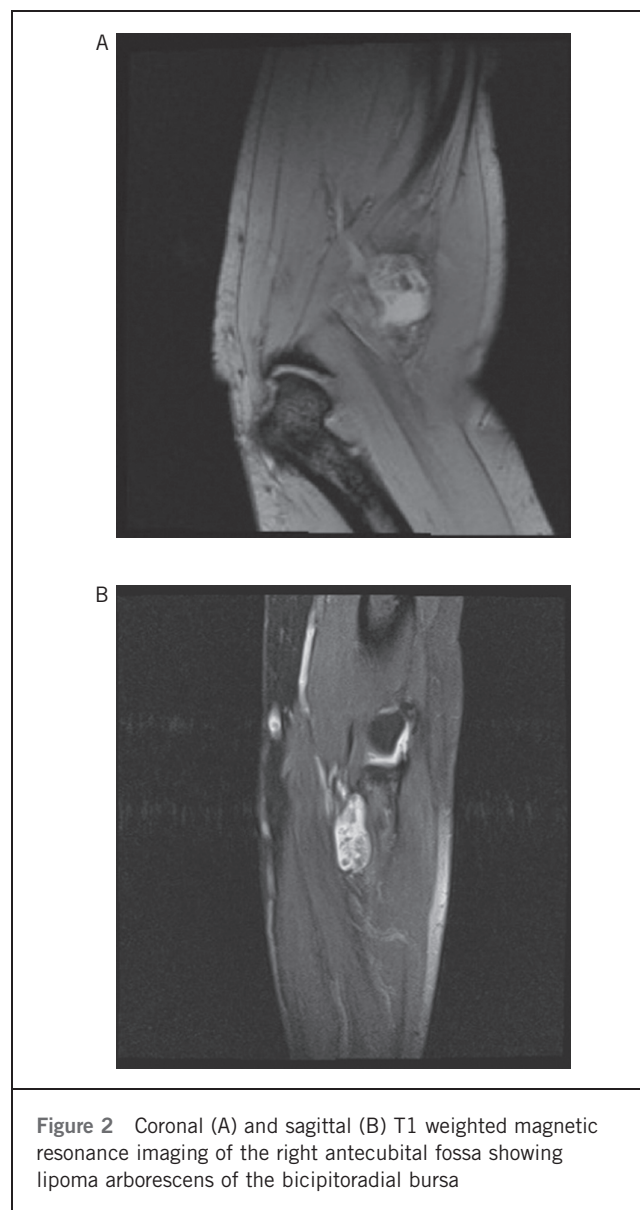 A
B
Figure 2 Coronal (A) and sagittal (B) T1 weighted magnetic
resonance imaging of the right antecubital fossa showing
lipoma arborescens of the bicipitoradial bursa